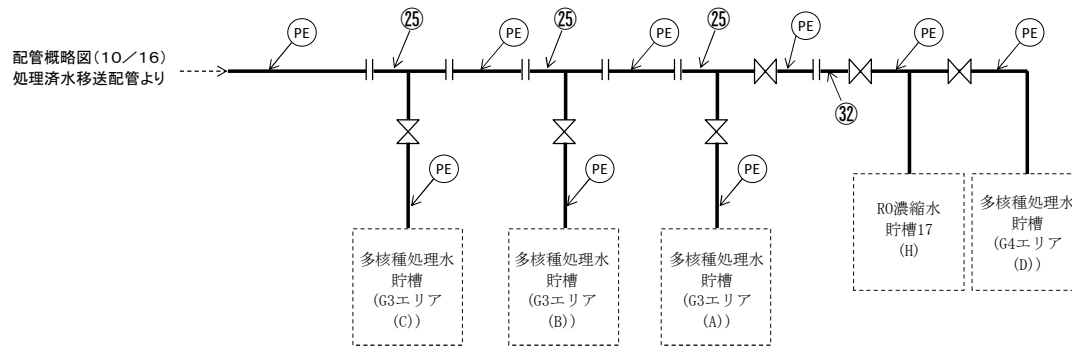 PE
㉕
PE
㉕
PE
㉕
PE
PE
PE
配管概略図(10/16)
処理済水移送配管より
㉜
PE
PE
PE
多核種処理水
貯槽
(G3エリア
(C))
多核種処理水
貯槽
(G3エリア
(B))
多核種処理水
貯槽
(G3エリア
(A))
RO濃縮水
貯槽17
(H)
多核種処理水
貯槽
(G4エリア
(D))